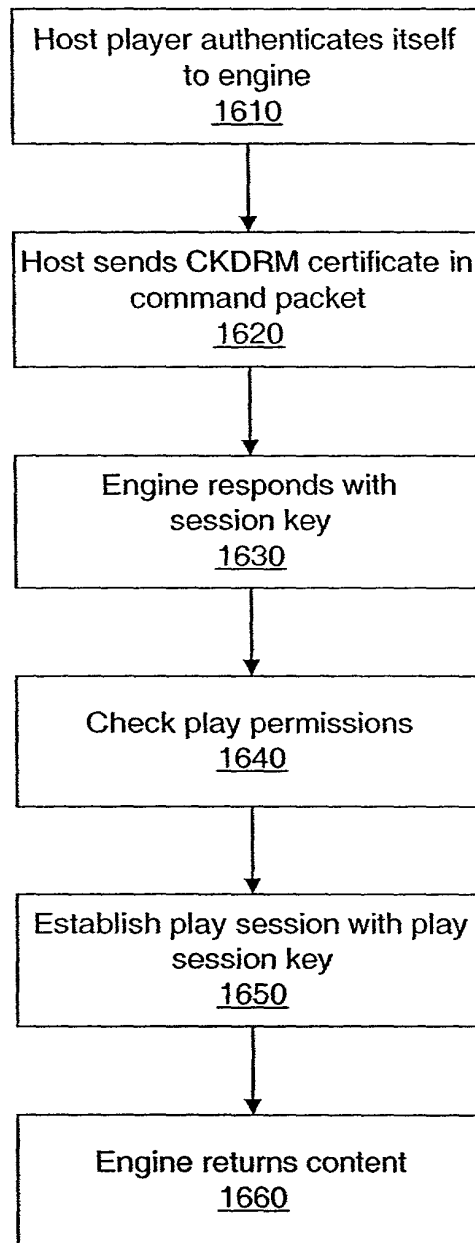 Host player authenticates itself
to engine
1610
Host sends CKDRM certificate in
command packet
1620
Engine responds with
session key
1630
Check play permissions
1640
Establish play session with play
session key
1650
Engine returns content
1660